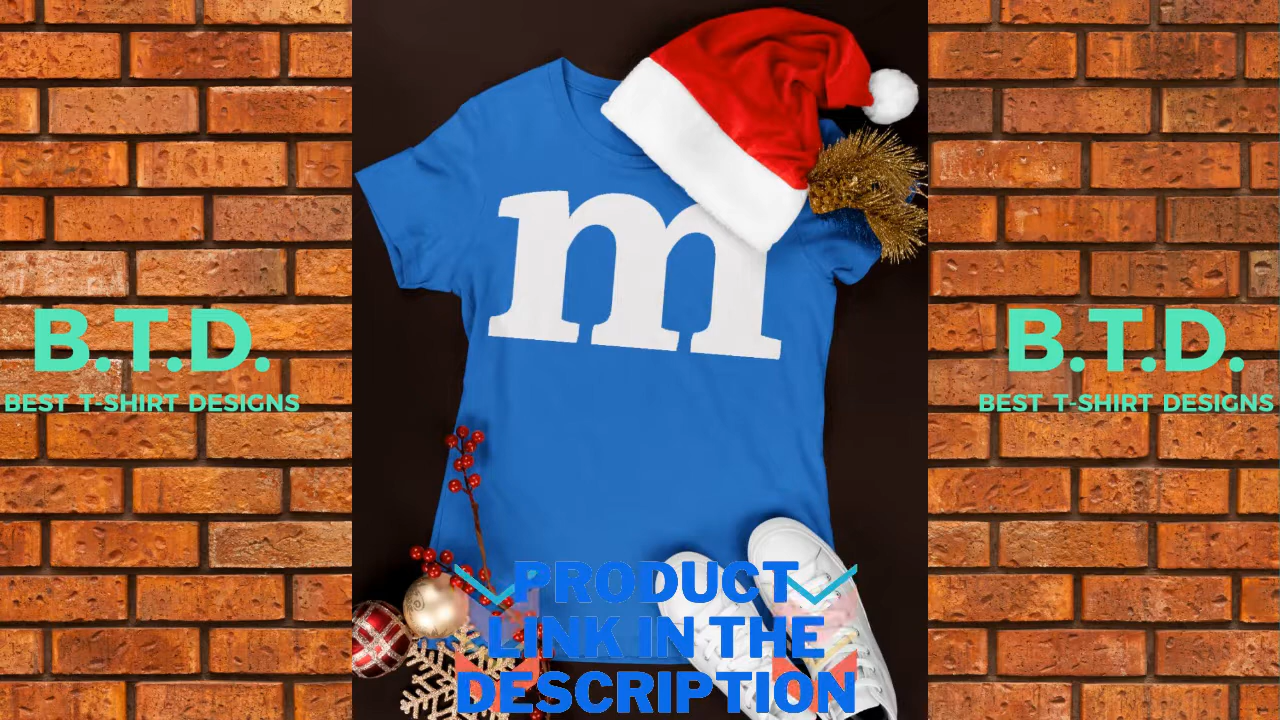 B.T.D.
BEST T-SHIRT DESIGNS
m
B.T.D.
BEST T-SHIRT DESIGNS
PRODUCT
LINK IN THE
DESCRIPTION